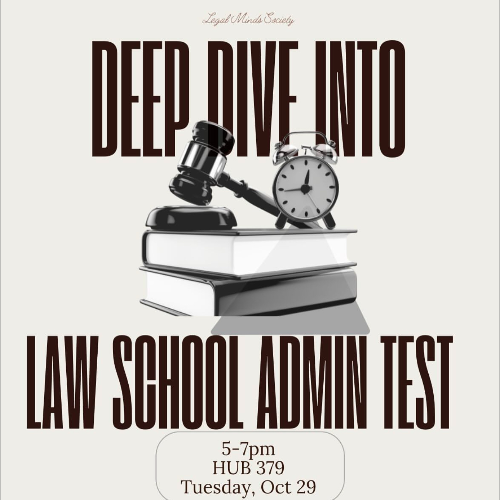 Legal Minds Society
DEEP DIVE INTO
LAW SCHOOL ADMIN TEST
5-7pm
HUB 379
Tuesday, Oct 29